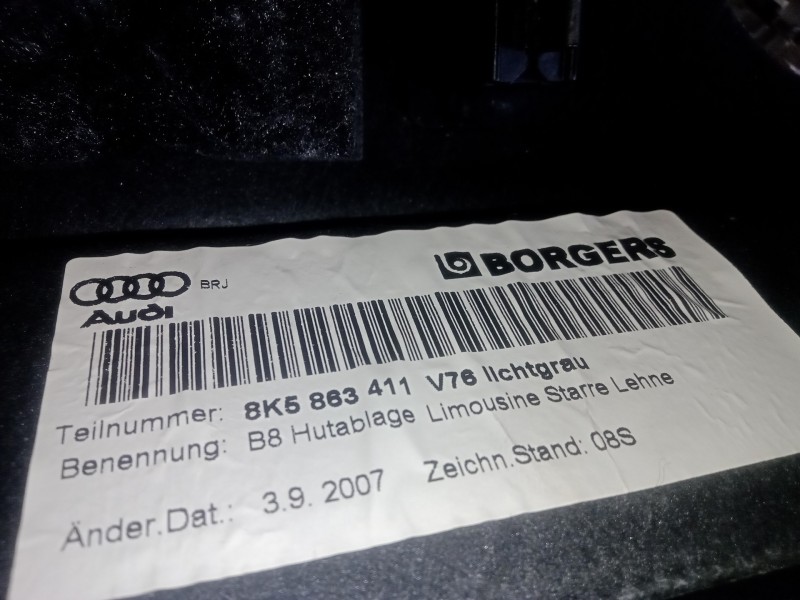 BRJ
BORGERS
Audi
Teilnummer: 8K5 863 411 V76 lichtgrau
Benennung: B8 Hutablage Limousine Starre Lehne
Änder.Dat.: 3.9. 2007 Zeichn.Stand: 08S